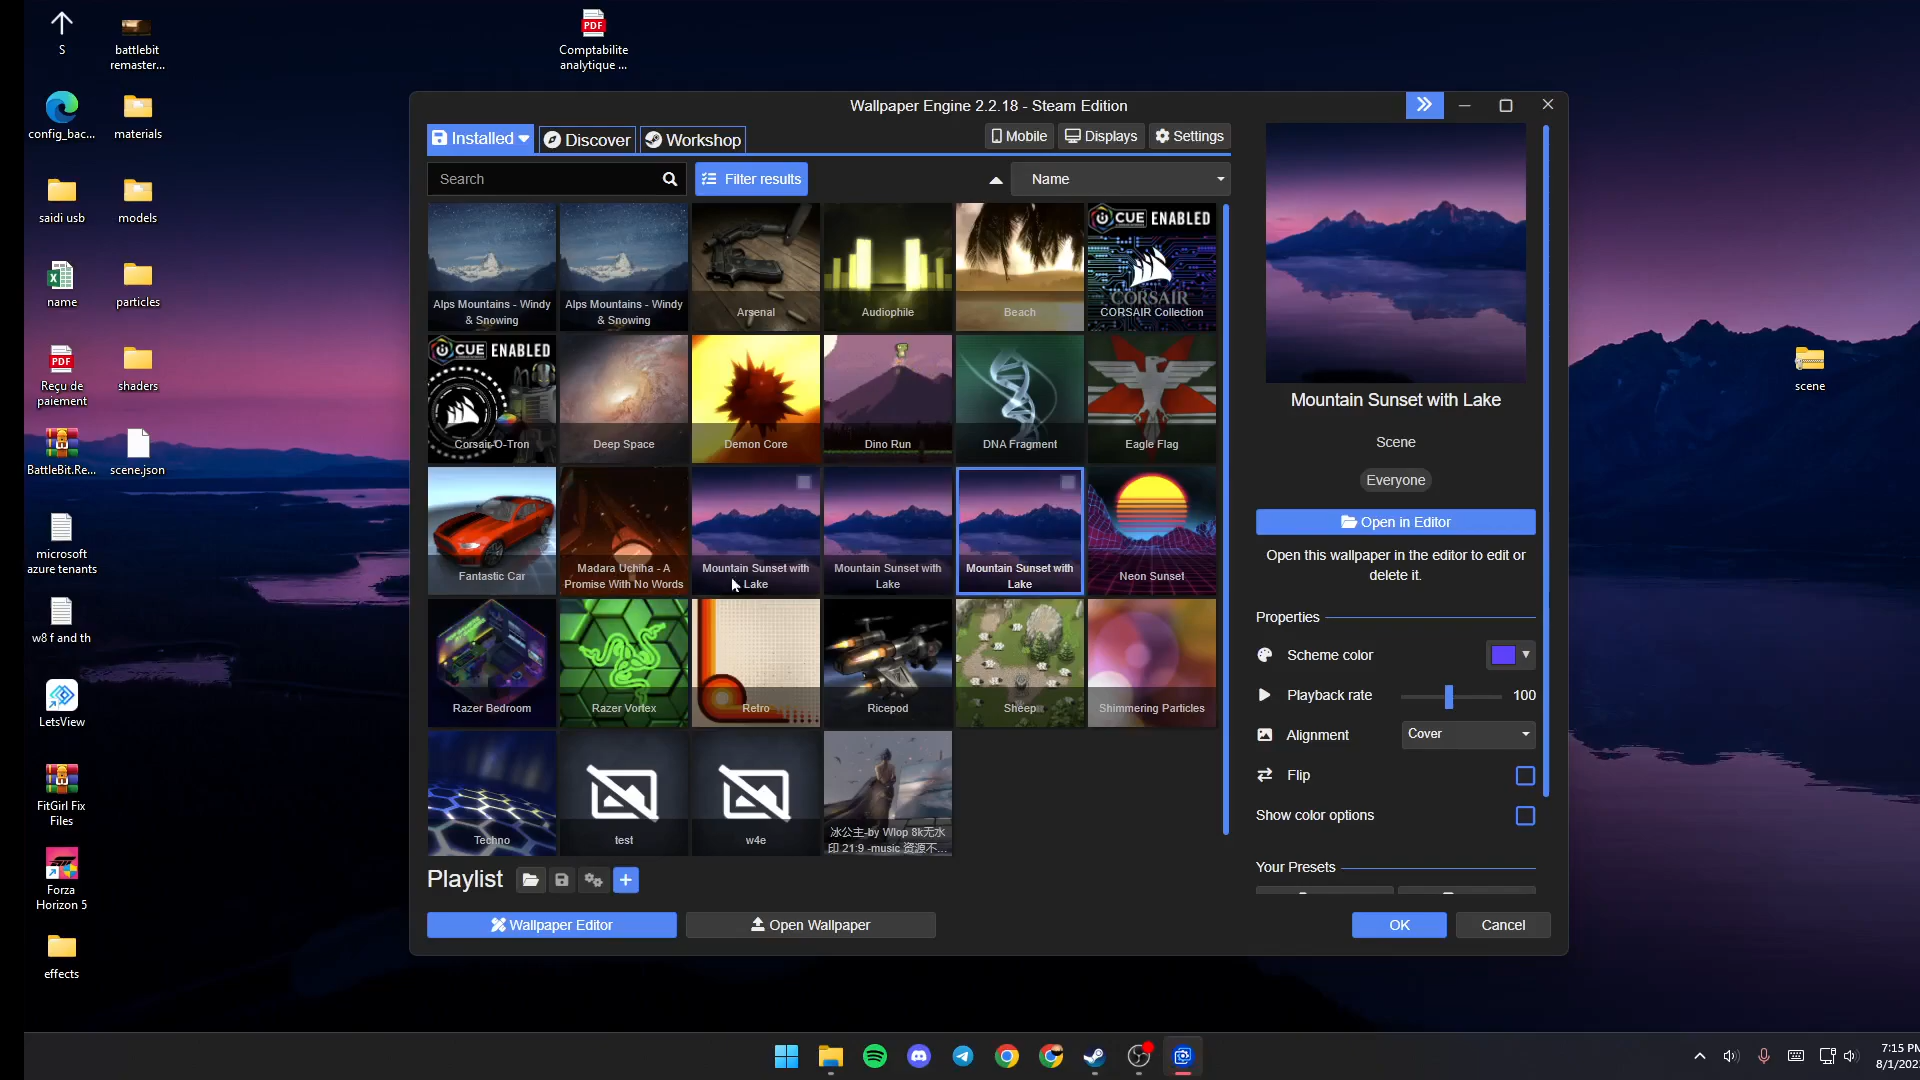 S
battlebit
remaster...
PDF
Comptabilite
analytique ...
config_bac...
materials
saidi usb
models
name
particles
PDF
Reçu de
paiement
shaders
BattleBit.Re...
scene.json
microsoft
azure tenants
w8 f and th
LetsView
FitGirl Fix
Files
Forza
Horizon 5
effects
scene
Wallpaper Engine 2.2.18 - Steam Edition
Installed
Discover
Workshop
Mobile
Displays
Settings
Search
Filter results
Name
Alps Mountains - Windy
& Snowing
Alps Mountains - Windy
& Snowing
Arsenal
Audiophile
Beach
CUE ENABLED
CORSAIR
CORSAIR Collection
CUE ENABLED
Corsair-O-Tron
Deep Space
Demon Core
Dino Run
DNA Fragment
Eagle Flag
Fantastic Car
Madara Uchiha - A
Promise With No Words
Mountain Sunset with
Lake
Mountain Sunset with
Lake
Mountain Sunset with
Lake
Neon Sunset
Razer Bedroom
Razer Vortex
Retro
Ricepod
Sheep
Shimmering Particles
Techno
test
w4e
冰公主-by Wlop 8k无水
印 21:9 -music 资源不...
Playlist
Wallpaper Editor
Open Wallpaper
Mountain Sunset with Lake
Scene
Everyone
Open in Editor
Open this wallpaper in the editor to edit or
delete it.
Properties
Scheme color
Playback rate
100
Alignment
Cover
Flip
Show color options
Your Presets
OK
Cancel
7:15 PM
8/1/202